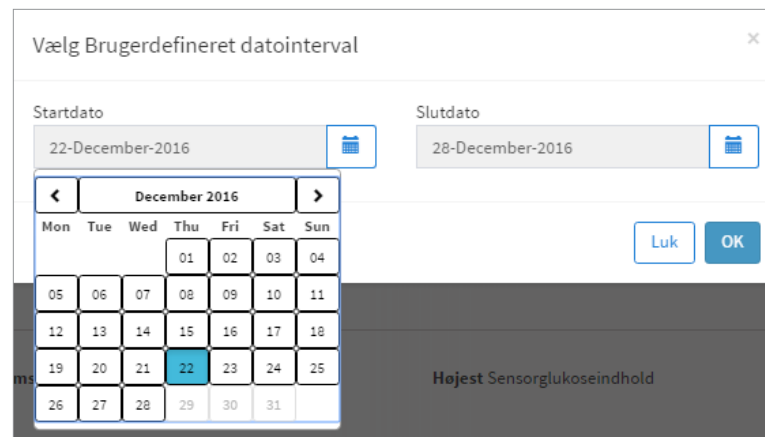 Vælg Brugerdefineret datointerval
×
Startdato
Slutdato
22-December-2016
28-December-2016
December 2016
Mon Tue Wed Thu Fri Sat Sun
01 02 03 04
05 06 07 08 09 10 11
12 13 14 15 16 17 18
19 20 21 22 23 24 25
26 27 28 29 30 31
Luk
OK
ms
Højest Sensorglukoseindhold